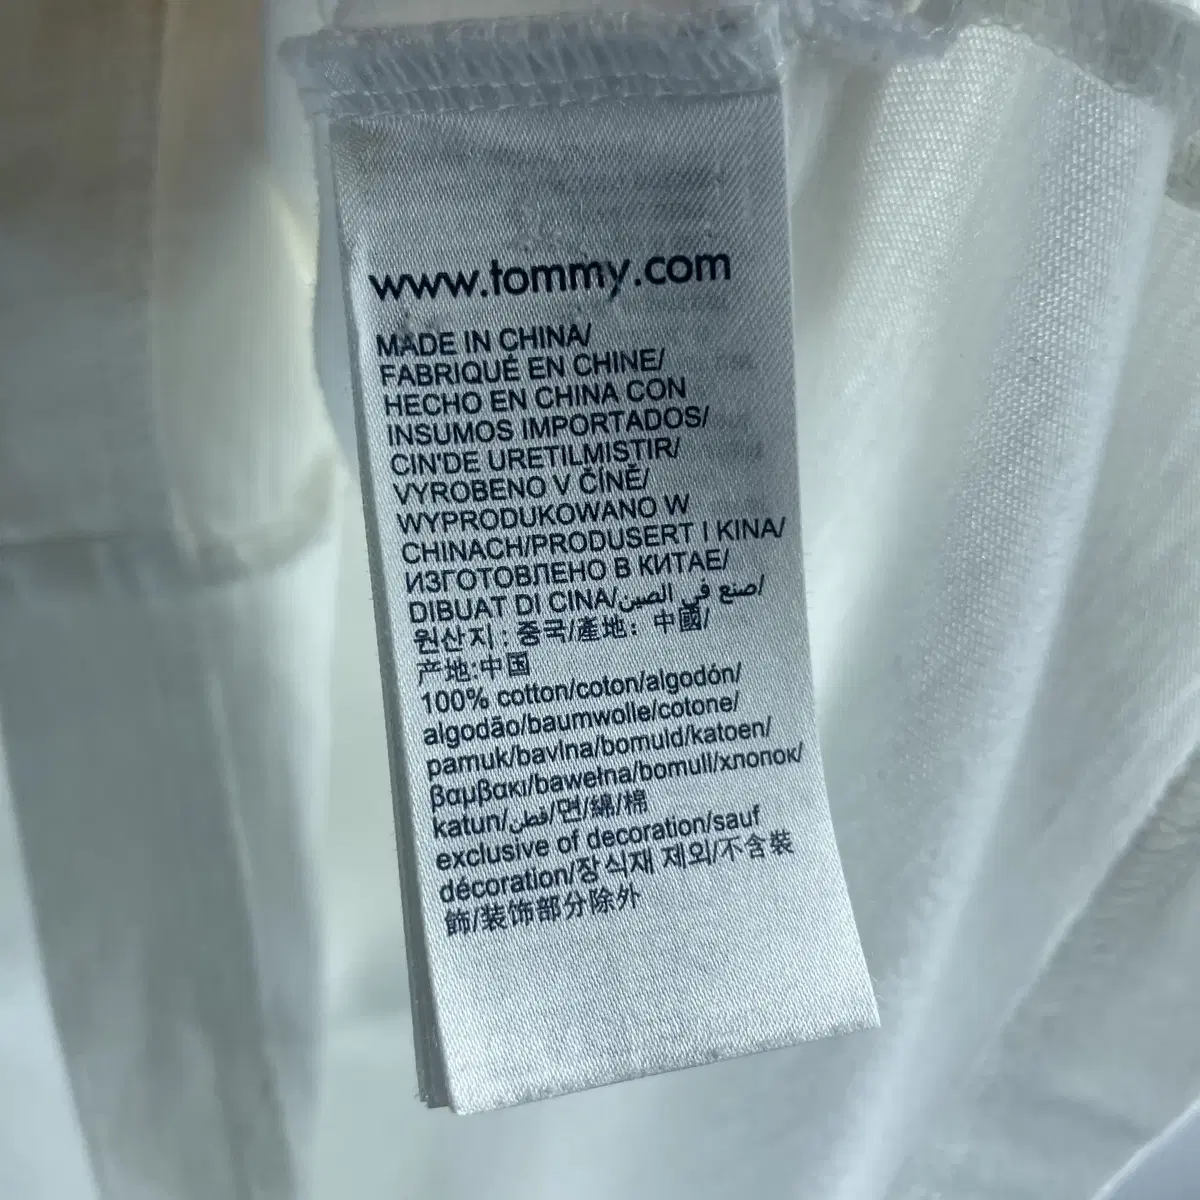 www.tommy.com
MADE IN CHINA/
FABRIQUÉ EN CHINE/
HECHO EN CHINA CON
INSUMOS IMPORTADOS/
CIN'DE URETILMISTIR/
VYROBENO V ČÍNĚ/
WYPRODUKOWANO W
CHINACH/PRODUSERT I KINA/
ИЗГОТОВЛЕНО В КИТАЕ/
DIBUAT DI CINA/صنع في الصين/
원산지 : 중국/產地: 中國/
产地:中国
100% cotton/coton/algodón/
algodão/baumwolle/cotone/
pamuk/bavlna/bomuld/katoen/
βαμβακι/bawełna/bomull/хлопок/
katun/قطن/면/綿/棉
exclusive of decoration/sauf
décoration/장식재 제외/不含裝
飾/装饰部分除外